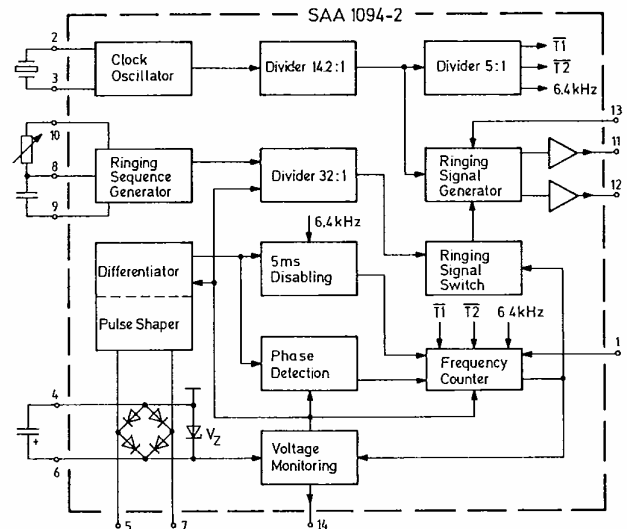 SAA 1094-2
2
3
Clock
Oscillator
Divider 14.2:1
Divider 5:1
T1
T2
6.4kHz
13
10
8
9
Ringing
Sequence
Generator
Divider 32:1
Ringing
Signal
Generator
11
12
6.4kHz
Differentiator
Pulse Shaper
5ms
Disabling
Ringing
Signal
Switch
T1 T2 6.4kHz
1
Phase
Detection
Frequency
Counter
4
6
VZ
Voltage
Monitoring
5
7
14